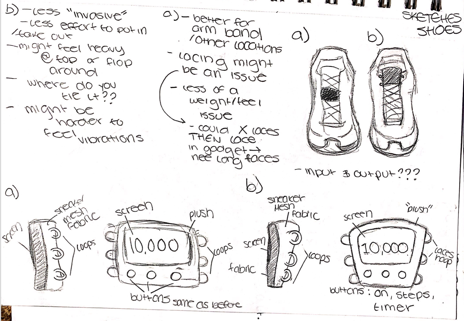 b) - less "invasive"
- less effort to put in
/take out
- might feel heavy
@ top or flop
around
- where do you
tie it??
- might be
harder to
feel
vibrations
a) - better for
arm band
/other locations
- lacing might
be an issue
- less of a
weight/feel
issue
- could X laces
THEN lace
in gadget →
need long laces
SKETCHES
SHOES
a)
b)
- input & output???
a)
sneaker
mesh
fabric
screen
loops
screen
plush
10,000
loops
buttons same as before
b)
sneaker
mesh
fabric
screen
fabric
loops
screen
"plush"
10,000
laces
loop
buttons: on, steps,
timer